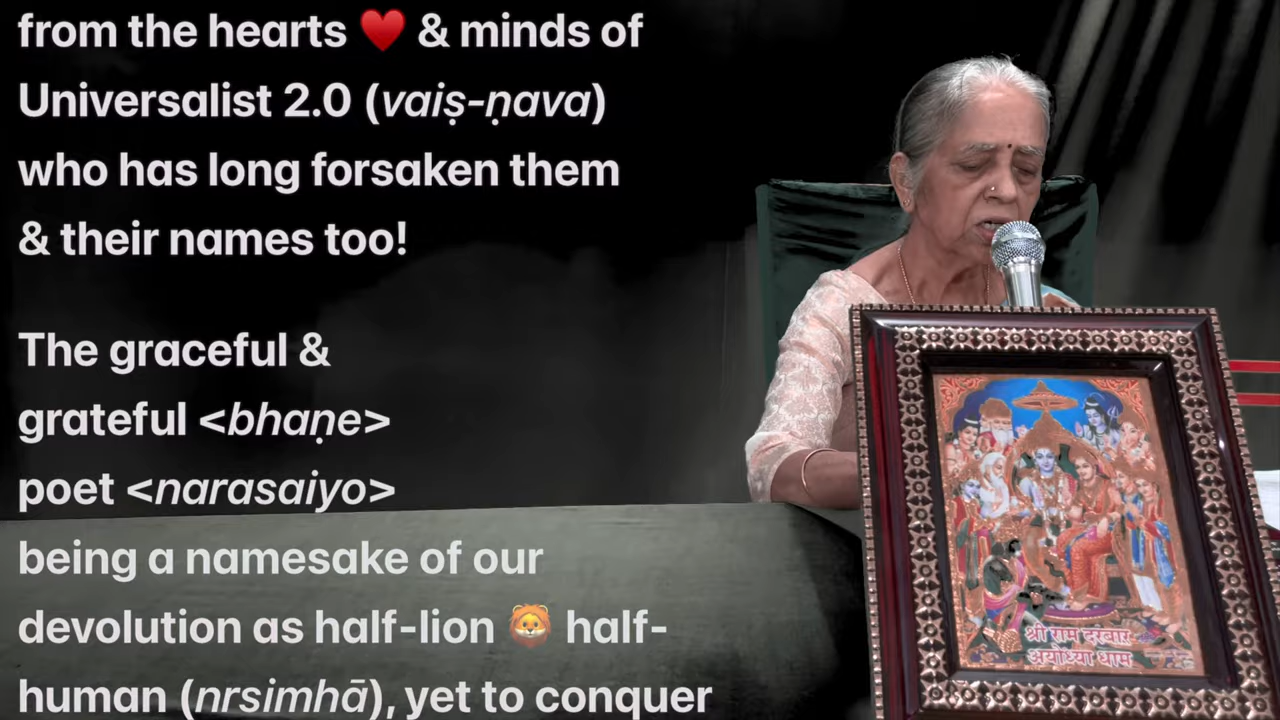 from the hearts ♥️ & minds of
Universalist 2.0 (vaiṣ-ṇava)
who has long forsaken them
& their names too!
The graceful &
grateful <bhaṇe>
poet <narasaiyo>
being a namesake of our
devolution as half-lion 🦁 half-
human (nrsimhā), yet to conquer
श्री राम दरबार
अयोध्या धाम